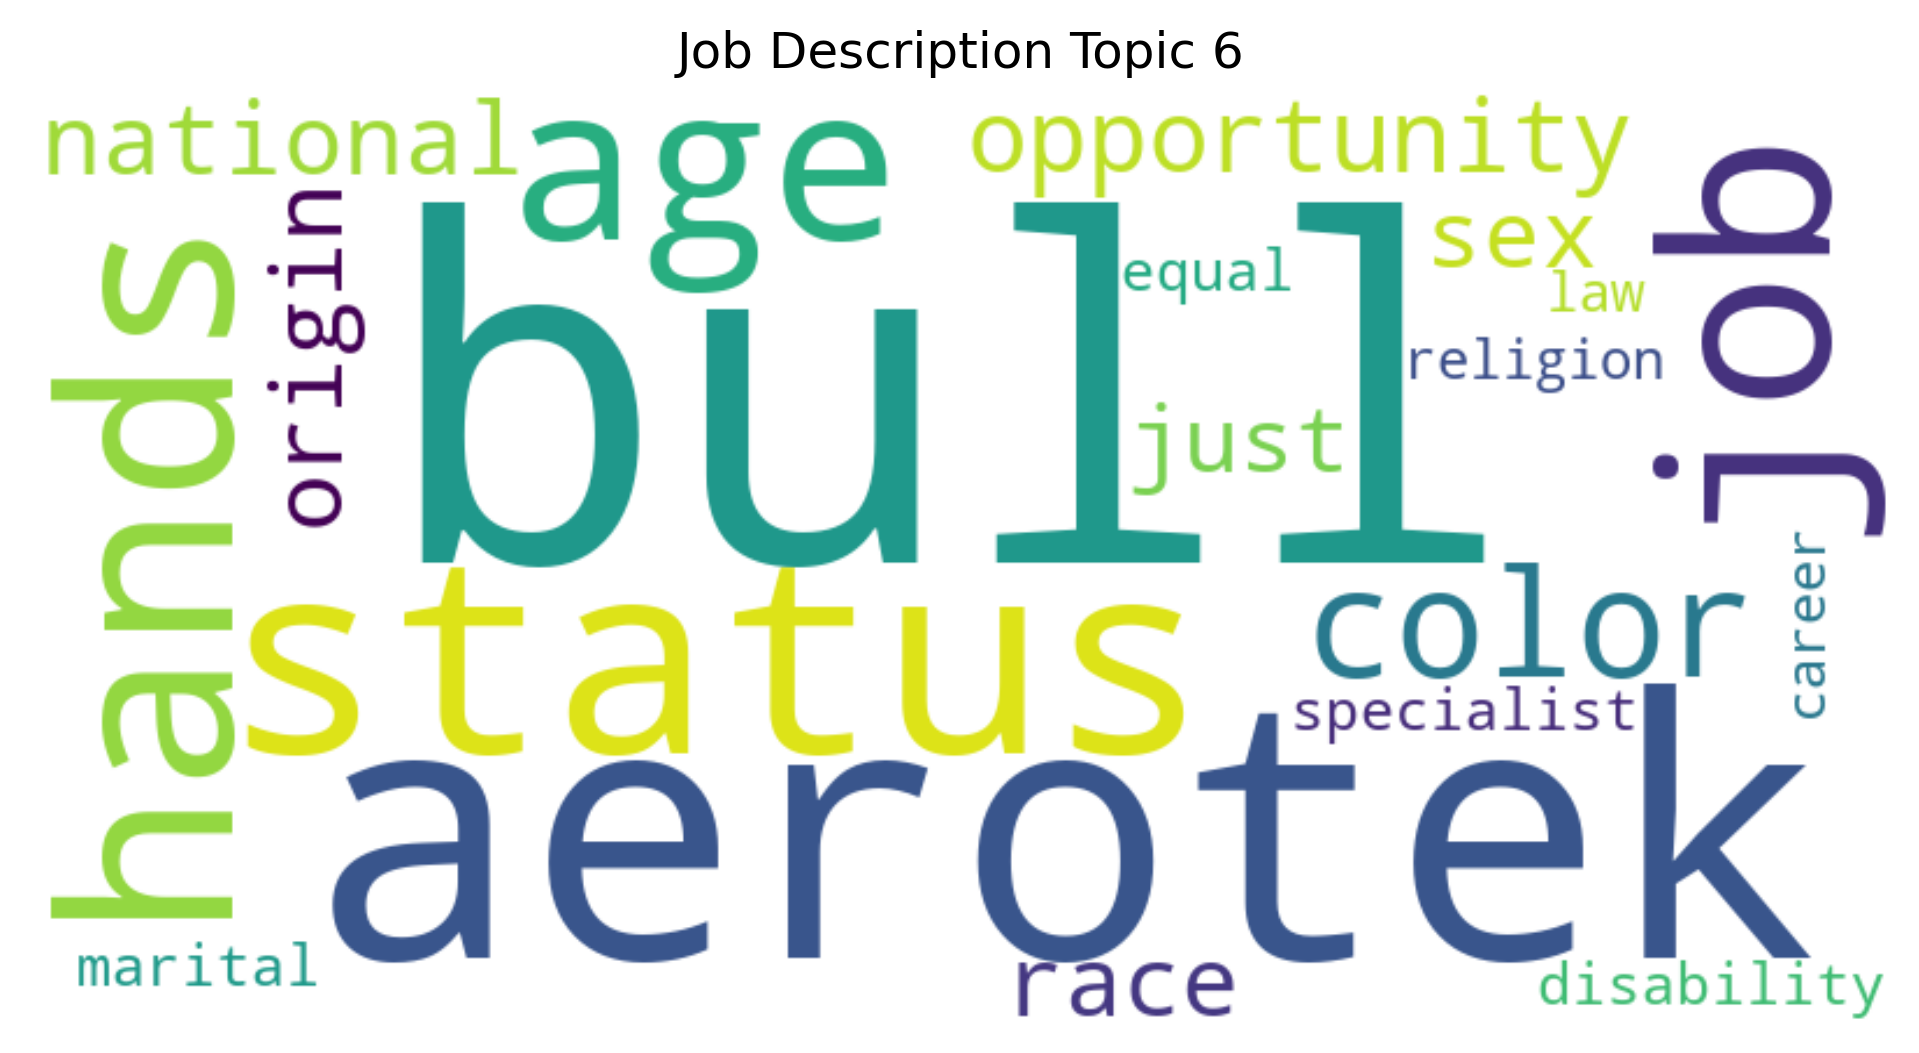 Job Description Topic 6
national
age
opportunity
job
hands
origin
bull
equal
sex
law
religion
just
status
color
career
specialist
aerotek
marital
race
disability